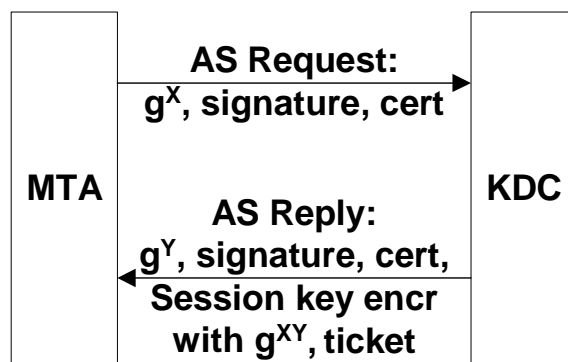 AS Request:
g^X, signature, cert
MTA
KDC
AS Reply:
g^Y, signature, cert,
Session key encr
with g^XY, ticket